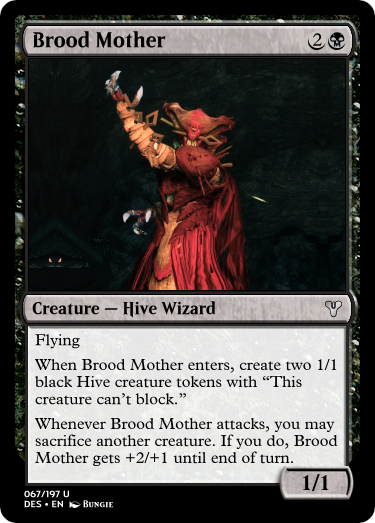 Brood Mother 2
Creature — Hive Wizard
Flying
When Brood Mother enters, create two 1/1
black Hive creature tokens with “This
creature can’t block.”
Whenever Brood Mother attacks, you may
sacrifice another creature. If you do, Brood
Mother gets +2/+1 until end of turn.
1/1
067/197 U
DES • EN Bungie